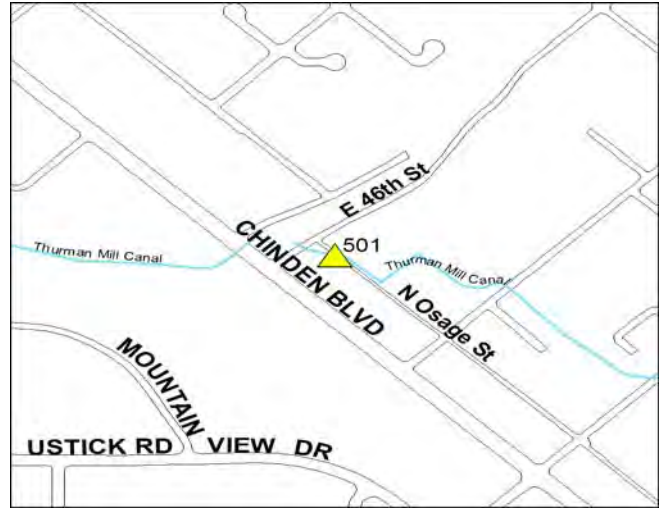 E 46th St
CHINDEN BLVD
501
Thurman Mill Canal
Thurman Mill Canal
N Osage St
MOUNTAIN
USTICK RD VIEW DR